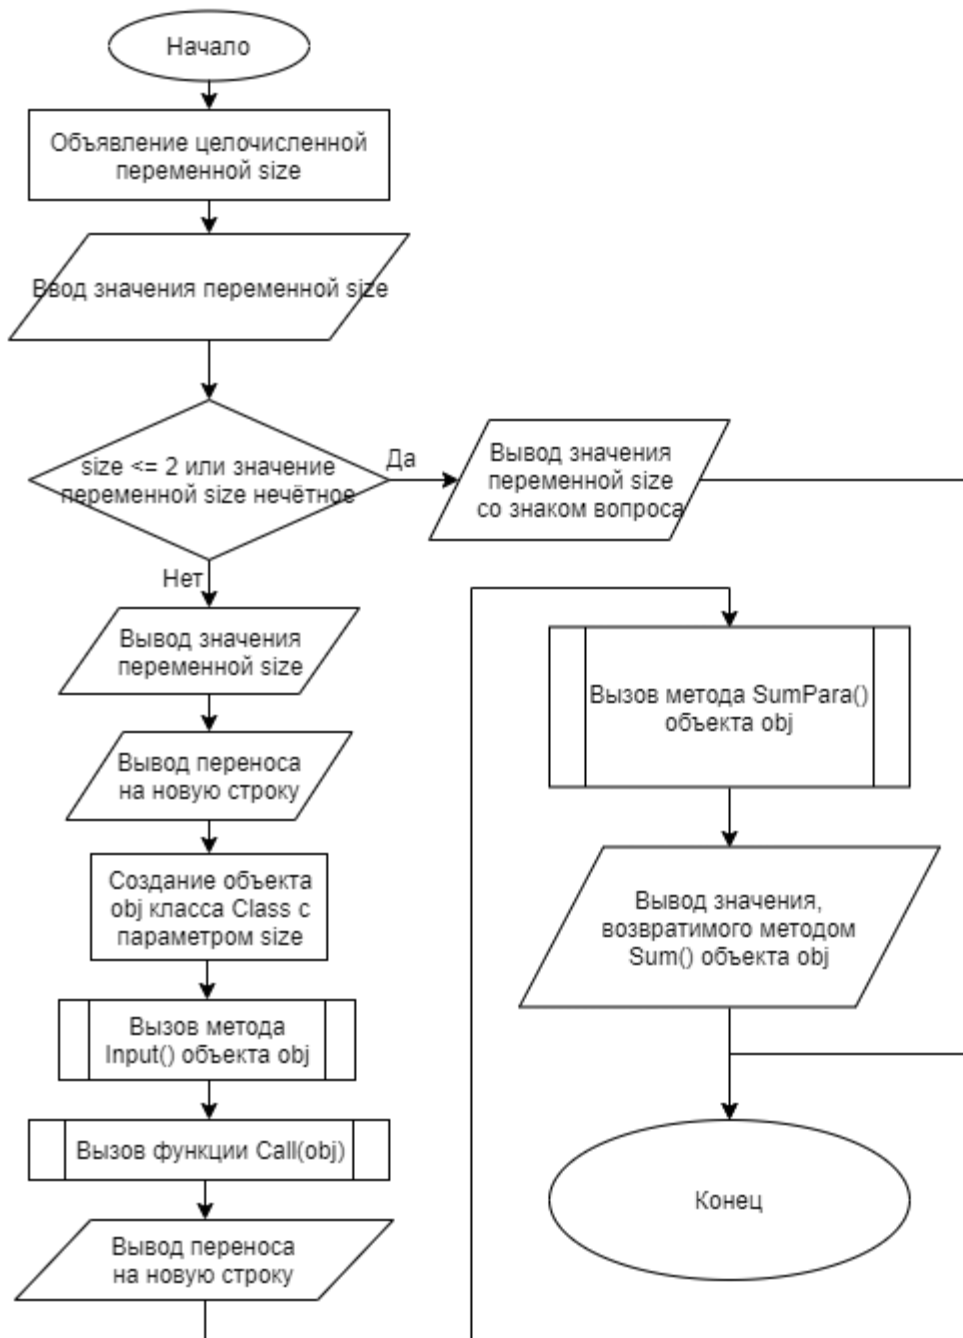 Начало
Объявление целочисленной
переменной size
Ввод значения переменной size
size <= 2 или значение
переменной size нечётное
Да
Вывод значения
переменной size
со знаком вопроса
Нет
Вывод значения
переменной size
Вывод переноса
на новую строку
Создание объекта
obj класса Class с
параметром size
Вызов метода
Input() объекта obj
Вызов функции Call(obj)
Вывод переноса
на новую строку
Вызов метода SumPara()
объекта obj
Вывод значения,
возвратимого методом
Sum() объекта obj
Конец